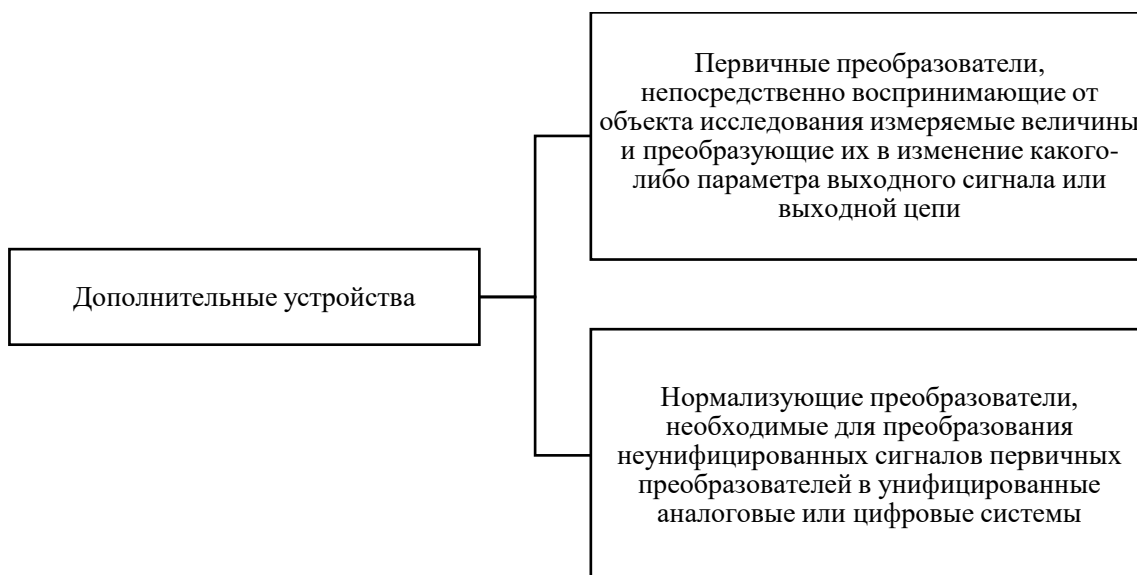 Первичные преобразователи,
непосредственно воспринимающие от
объекта исследования измеряемые величины
и преобразующие их в изменение какого-
либо параметра выходного сигнала или
выходной цепи
Дополнительные устройства
Нормализующие преобразователи,
необходимые для преобразования
неунифицированных сигналов первичных
преобразователей в унифицированные
аналоговые или цифровые системы